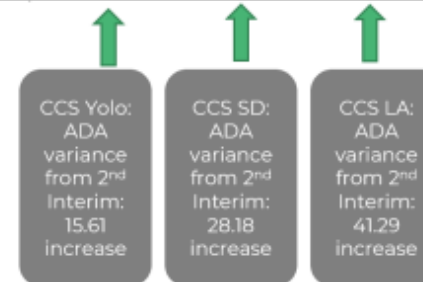 CCS Yolo:
ADA
variance
from 2nd
Interim:
15.61
increase
CCS SD:
ADA
variance
from 2nd
Interim:
28.18
increase
CCS LA:
ADA
variance
from 2nd
Interim:
41.29
increase